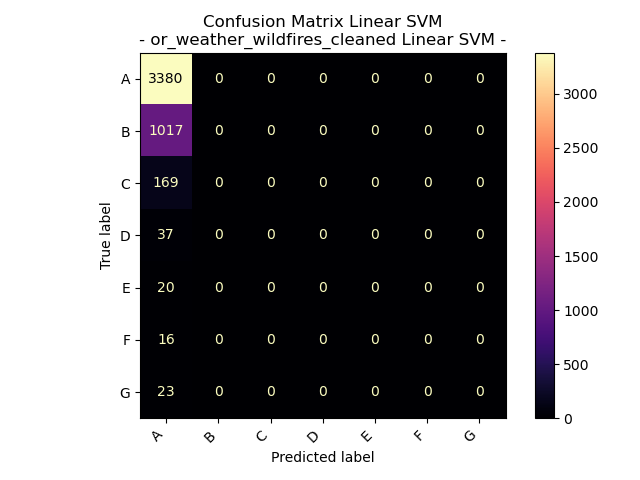 Confusion Matrix Linear SVM
- or_weather_wildfires_cleaned Linear SVM -
True label
A 3380 0 0 0 0 0 0
B 1017 0 0 0 0 0 0
C 169 0 0 0 0 0 0
D 37 0 0 0 0 0 0
E 20 0 0 0 0 0 0
F 16 0 0 0 0 0 0
G 23 0 0 0 0 0 0
A B C D E F G
Predicted label
3000
2500
2000
1500
1000
500
0